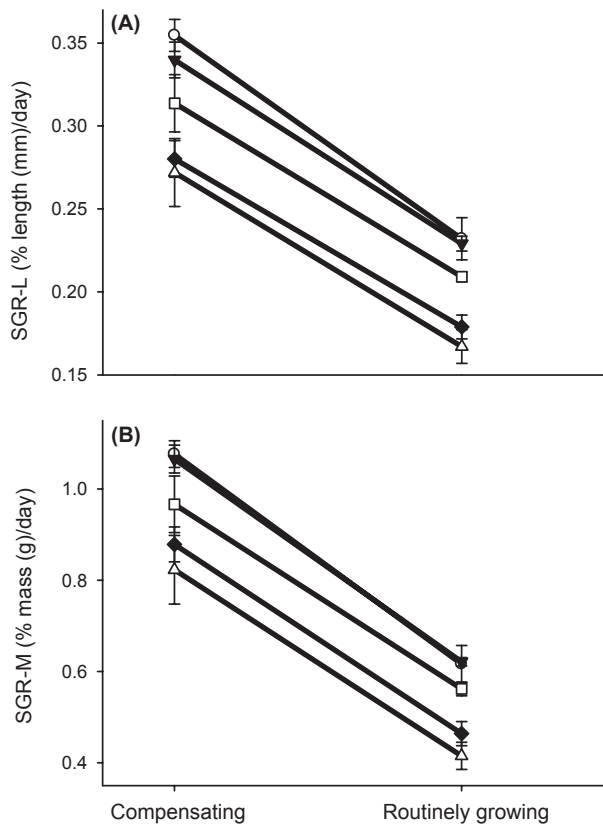 (A)
SGR-L (% length (mm)/day)
0.35
0.30
0.25
0.20
0.15
(B)
SGR-M (% mass (g)/day)
1.0
0.8
0.6
0.4
Compensating Routinely growing